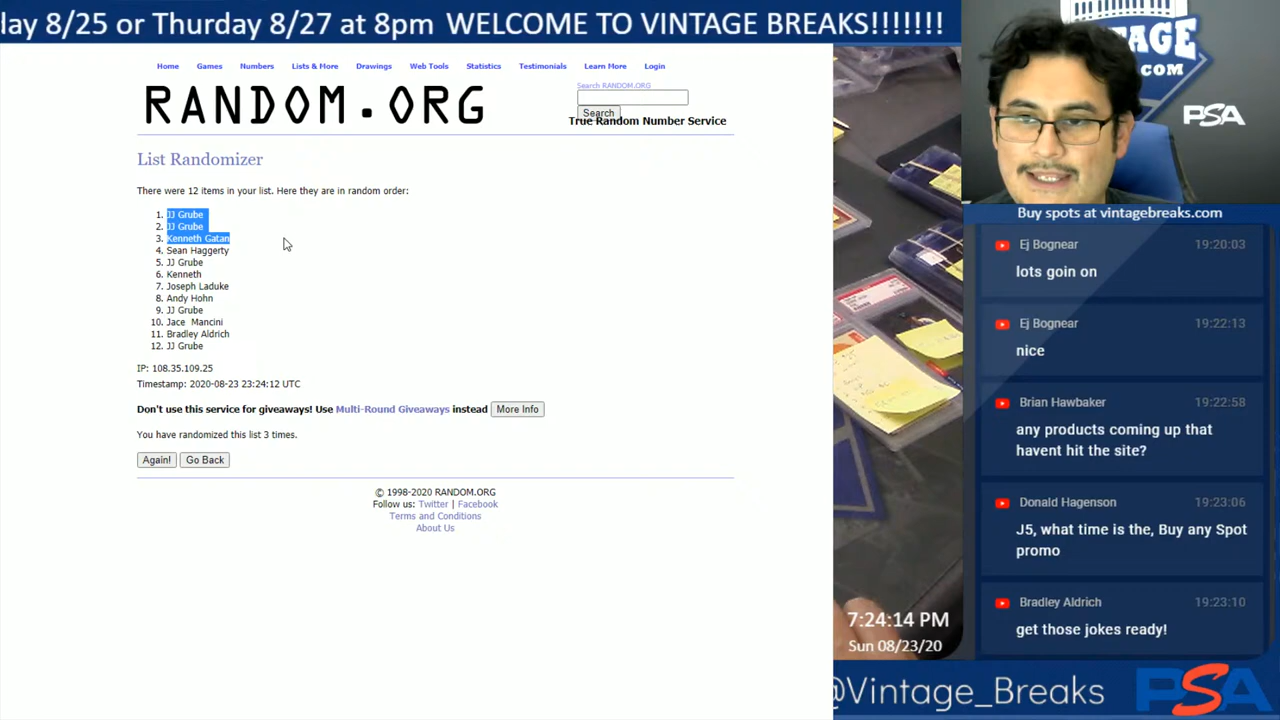 lay 8/25 or Thurday 8/27 at 8pm WELCOME TO VINTAGE BREAKS!!!!!!!
Home Games Numbers Lists & More Drawings Web Tools Statistics Testimonials Learn More Login
RANDOM.ORG
Search RANDOM.ORG
Search
True Random Number Service
List Randomizer
There were 12 items in your list. Here they are in random order:
1. JJ Grube
2. JJ Grube
3. Kenneth Gatan
4. Sean Haggerty
5. JJ Grube
6. Kenneth
7. Joseph Laduke
8. Andy Hohn
9. JJ Grube
10. Jace Mancini
11. Bradley Aldrich
12. JJ Grube
IP: 108.35.109.25
Timestamp: 2020-08-23 23:24:12 UTC
Don't use this service for giveaways! Use Multi-Round Giveaways instead More Info
You have randomized this list 3 times.
Again! Go Back
© 1998-2020 RANDOM.ORG
Follow us: Twitter | Facebook
Terms and Conditions
About Us
.COM
PSA
Buy spots at vintagebreaks.com
Ej Bognear 19:20:03
lots goin on
Ej Bognear 19:22:13
nice
Brian Hawbaker 19:22:58
any products coming up that
havent hit the site?
Donald Hagenson 19:23:06
J5, what time is the, Buy any Spot
promo
Bradley Aldrich 19:23:10
get those jokes ready!
7:24:14 PM
Sun 08/23/20
@Vintage_Breaks
PSA